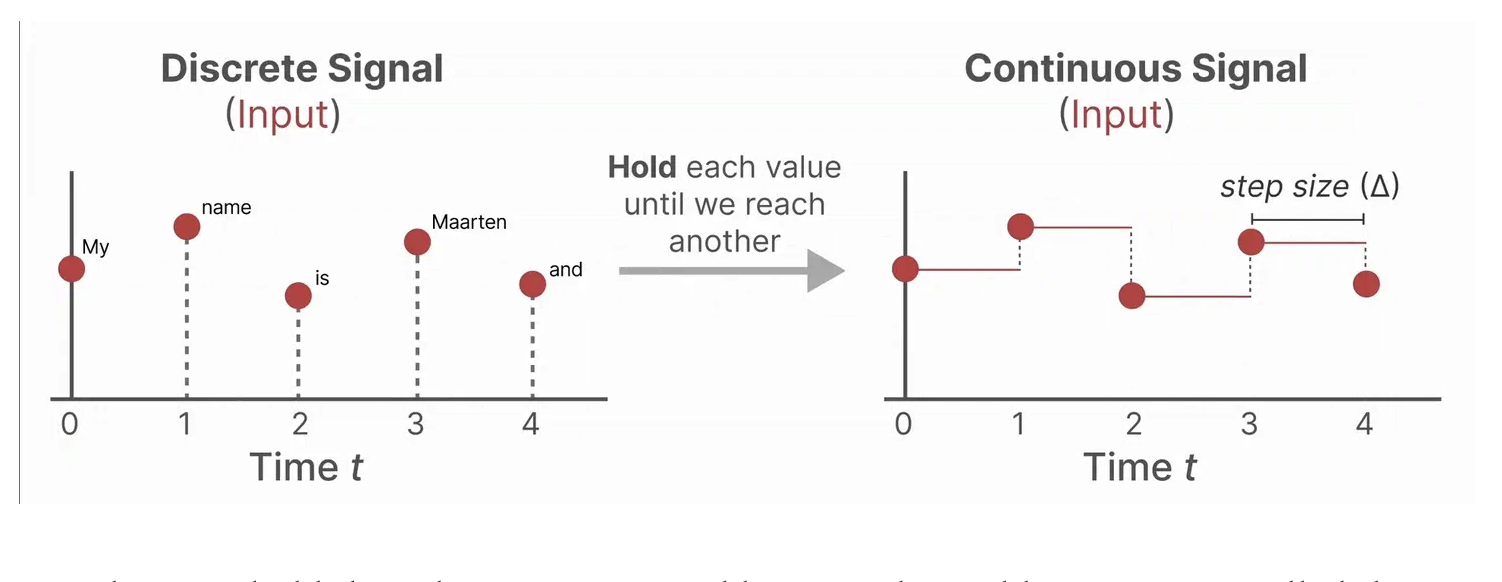 Discrete Signal
(Input)
My
name
is
Maarten
and
0 1 2 3 4
Time t
Hold each value
until we reach
another
Continuous Signal
(Input)
step size (Δ)
0 1 2 3 4
Time t